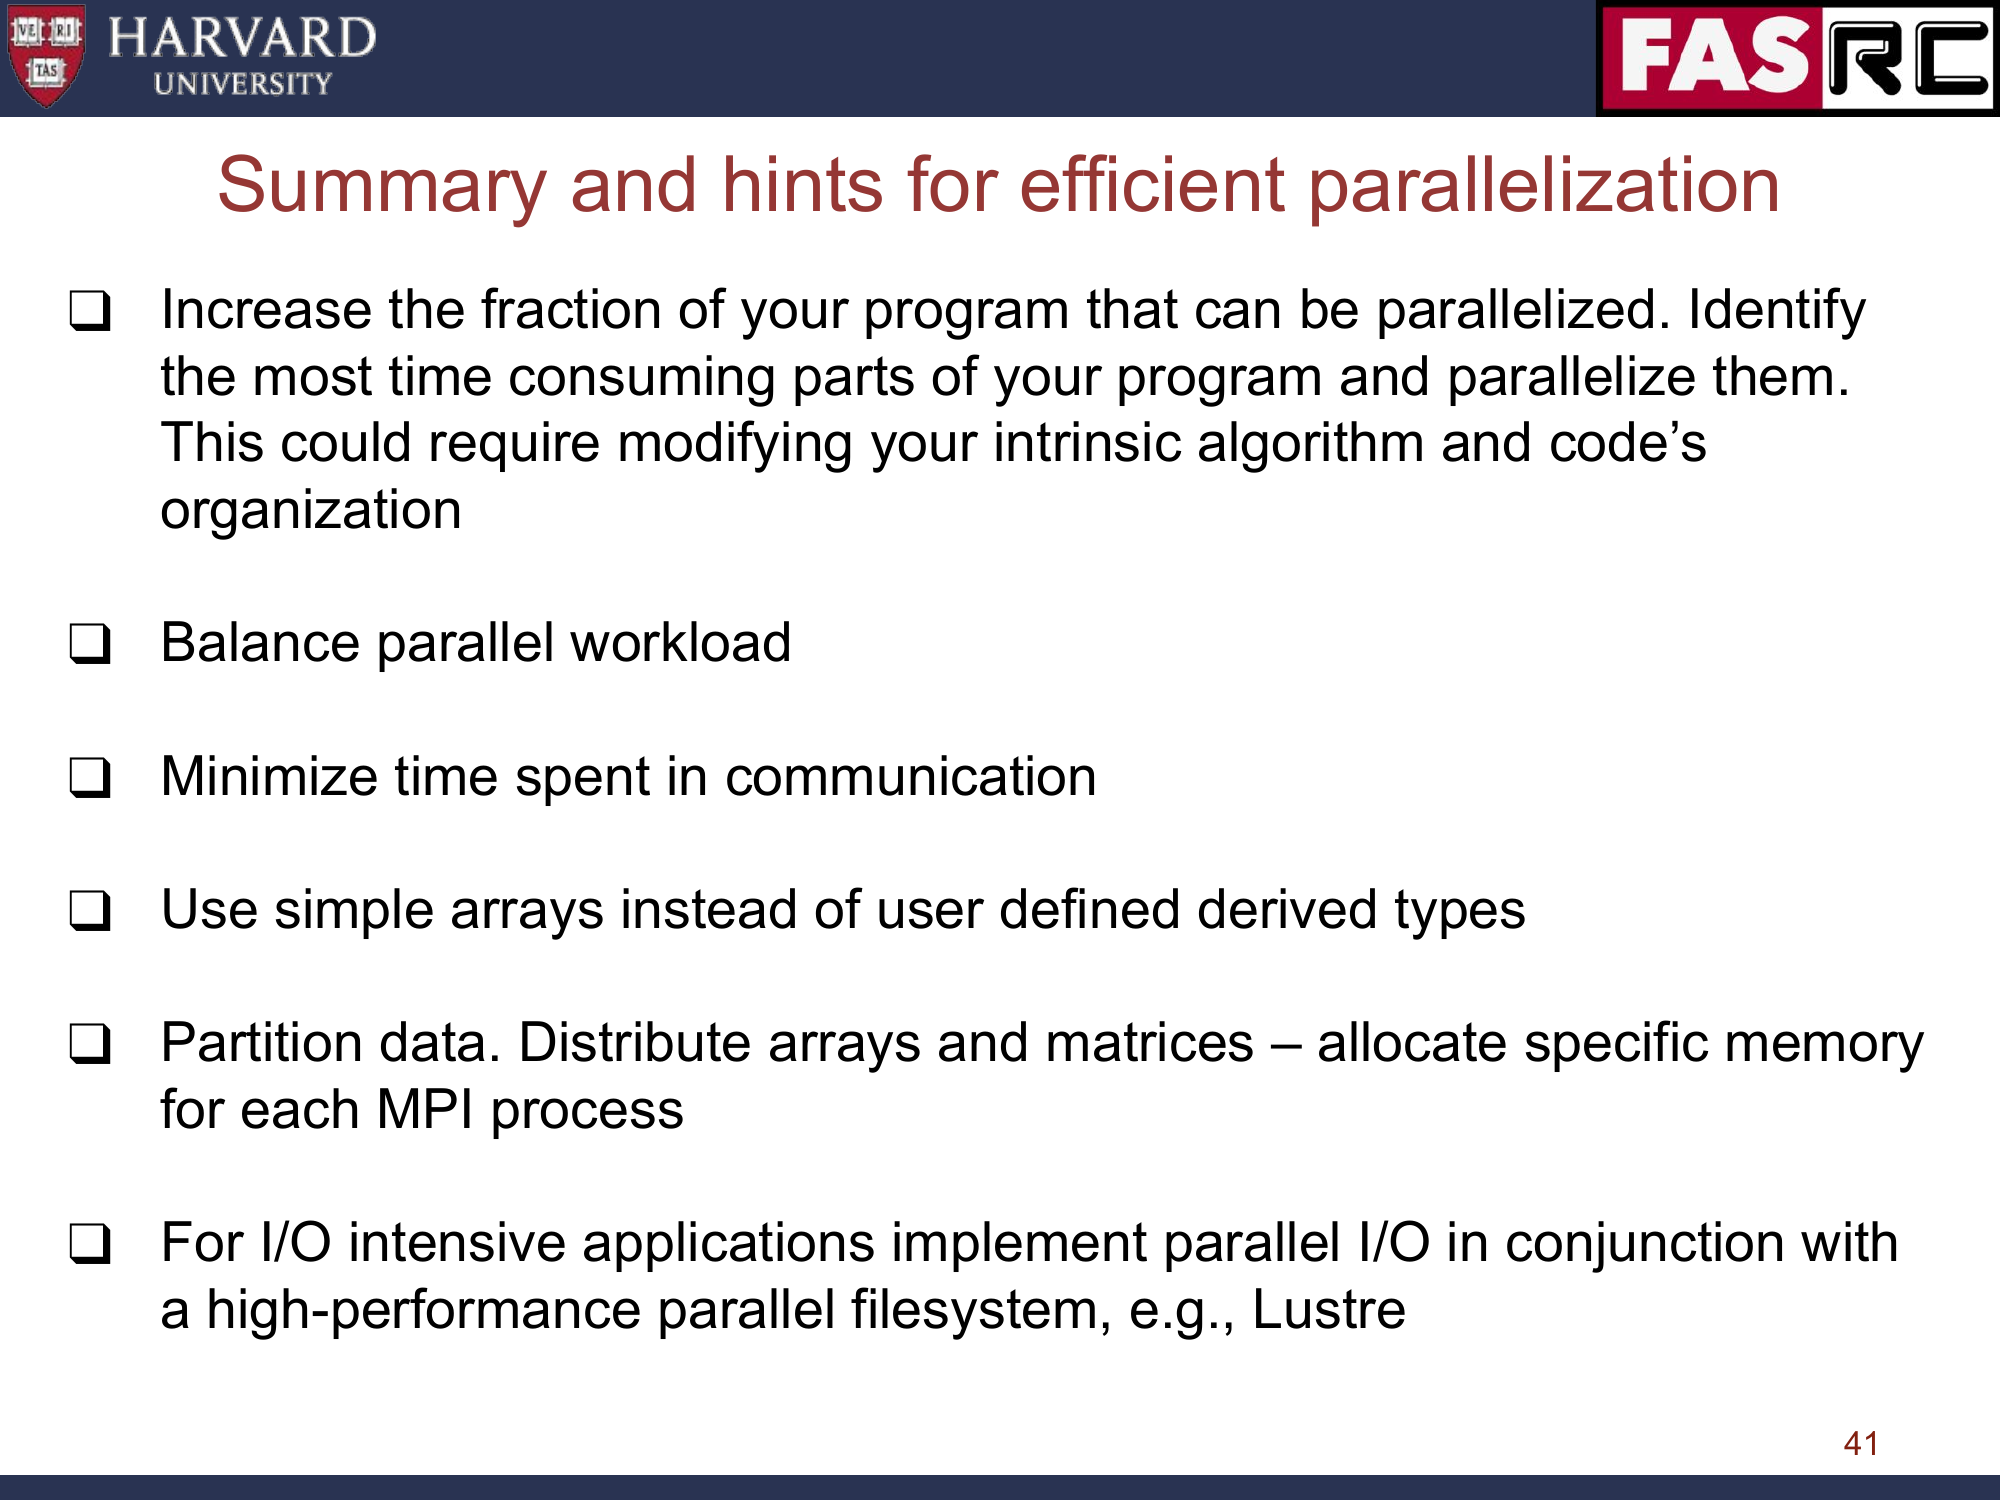 VE RI
TAS
HARVARD
UNIVERSITY
FASRC
Summary and hints for efficient parallelization
❑ Increase the fraction of your program that can be parallelized. Identify
the most time consuming parts of your program and parallelize them.
This could require modifying your intrinsic algorithm and code’s
organization
❑ Balance parallel workload
❑ Minimize time spent in communication
❑ Use simple arrays instead of user defined derived types
❑ Partition data. Distribute arrays and matrices – allocate specific memory
for each MPI process
❑ For I/O intensive applications implement parallel I/O in conjunction with
a high-performance parallel filesystem, e.g., Lustre
41